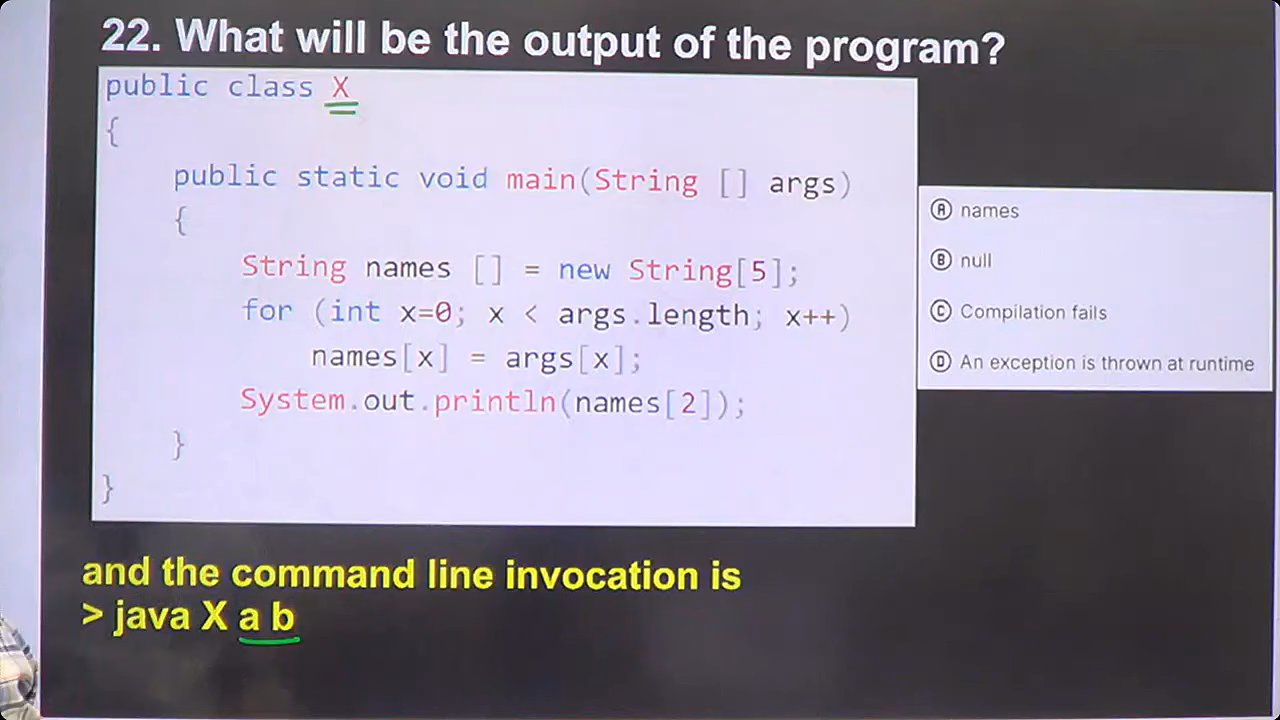 22. What will be the output of the program?
public class X
{
public static void main(String [] args)
{
String names [] = new String[5];
for (int x=0; x < args.length; x++)
names[x] = args[x];
System.out.println(names[2]);
}
}
A names
B null
C Compilation fails
D An exception is thrown at runtime
and the command line invocation is
> java X a b